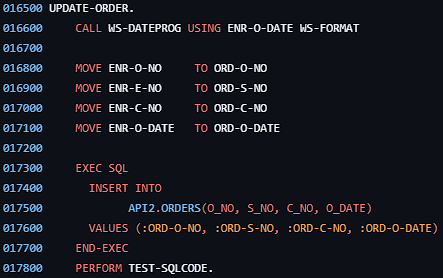 016500 UPDATE-ORDER.
016600     CALL WS-DATEPROG USING ENR-O-DATE WS-FORMAT
016700
016800     MOVE ENR-O-NO     TO ORD-O-NO
016900     MOVE ENR-E-NO     TO ORD-S-NO
017000     MOVE ENR-C-NO     TO ORD-C-NO
017100     MOVE ENR-O-DATE   TO ORD-O-DATE
017200
017300     EXEC SQL
017400       INSERT INTO
017500             API2.ORDERS(O_NO, S_NO, C_NO, O_DATE)
017600       VALUES (:ORD-O-NO, :ORD-S-NO, :ORD-C-NO, :ORD-O-DATE)
017700     END-EXEC
017800     PERFORM TEST-SQLCODE.